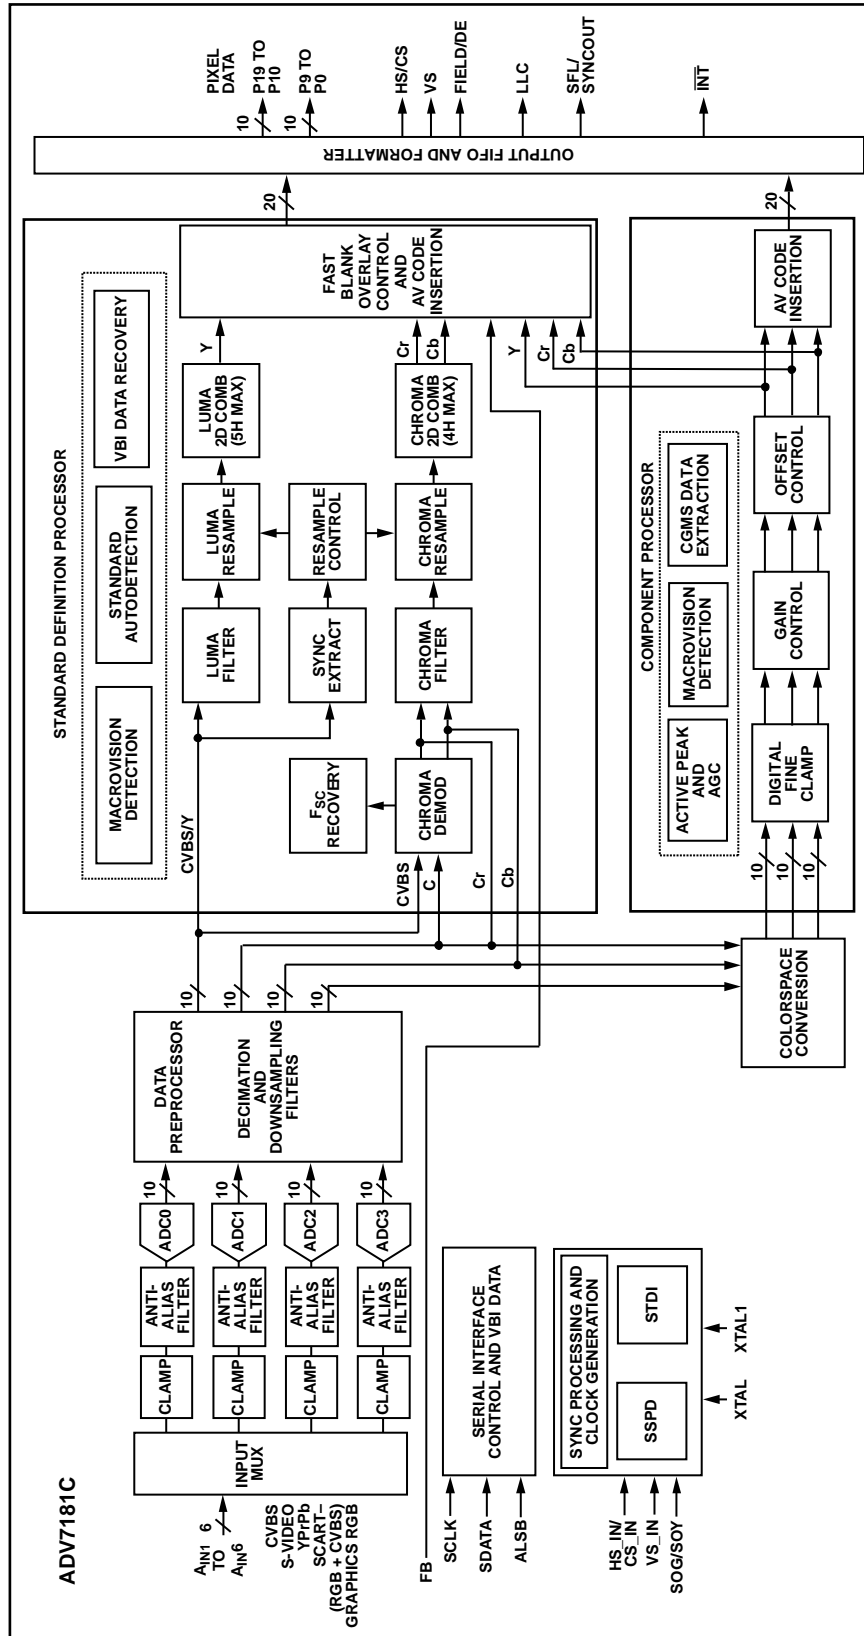 ADV7181C
A_IN1
TO
A_IN6
6
CVBS
S-VIDEO
YPrPb
SCART–
(RGB + CVBS)
GRAPHICS RGB
INPUT
MUX
CLAMP
ANTI-
ALIAS
FILTER
ADC0
10
CLAMP
ANTI-
ALIAS
FILTER
ADC1
10
CLAMP
ANTI-
ALIAS
FILTER
ADC2
10
CLAMP
ANTI-
ALIAS
FILTER
ADC3
10
DATA
PREPROCESSOR
DECIMATION
AND
DOWNSAMPLING
FILTERS
10
10
10
10
FB
SCLK
SDATA
ALSB
SERIAL INTERFACE
CONTROL AND VBI DATA
HS_IN/
CS_IN
VS_IN
SOG/SOY
SYNC PROCESSING AND
CLOCK GENERATION
SSPD
STDI
XTAL
XTAL1
STANDARD DEFINITION PROCESSOR
MACROVISION
DETECTION
STANDARD
AUTODETECTION
VBI DATA RECOVERY
CVBS/Y
LUMA
FILTER
LUMA
RESAMPLE
LUMA
2D COMB
(5H MAX)
Y
SYNC
EXTRACT
RESAMPLE
CONTROL
F_SC
RECOVERY
CVBS
C
CHROMA
DEMOD
CHROMA
FILTER
CHROMA
RESAMPLE
CHROMA
2D COMB
(4H MAX)
Cr
Cb
Cr
Cb
Y
Cr
Cb
FAST
BLANK
OVERLAY
CONTROL
AND
AV CODE
INSERTION
20
COLORSPACE
CONVERSION
10
10
10
COMPONENT PROCESSOR
ACTIVE PEAK
AND
AGC
MACROVISION
DETECTION
CGMS DATA
EXTRACTION
DIGITAL
FINE
CLAMP
GAIN
CONTROL
OFFSET
CONTROL
AV CODE
INSERTION
20
OUTPUT FIFO AND FORMATTER
PIXEL
DATA
10
P19 TO
P10
10
P9 TO
P0
HS/CS
VS
FIELD/DE
LLC
SFL/
SYNCOUT
INT